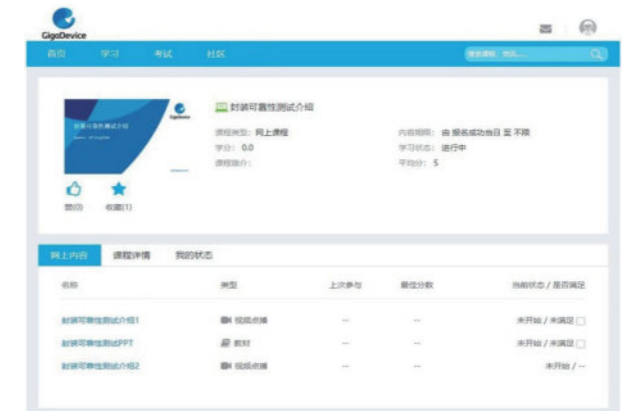 GigaDevice
首页 学习 考试 社区
封装可靠性测试介绍
封装可靠性测试介绍
课程类型: 网上课程 内容期限: 由 报名成功当日 至 不限
学分: 0.0 学习状态: 进行中
课程简介: 平均分: 5
赞(0) 收藏(1)
网上内容 课程详情 我的状态
名称 类型 上次参与 最佳分数 当前状态 / 是否满足
封装可靠性测试介绍1 视频点播 -- -- 未开始 / 未满足
封装可靠性测试PPT 教材 -- -- 未开始 / 未满足
封装可靠性测试介绍2 视频点播 -- -- 未开始 / --